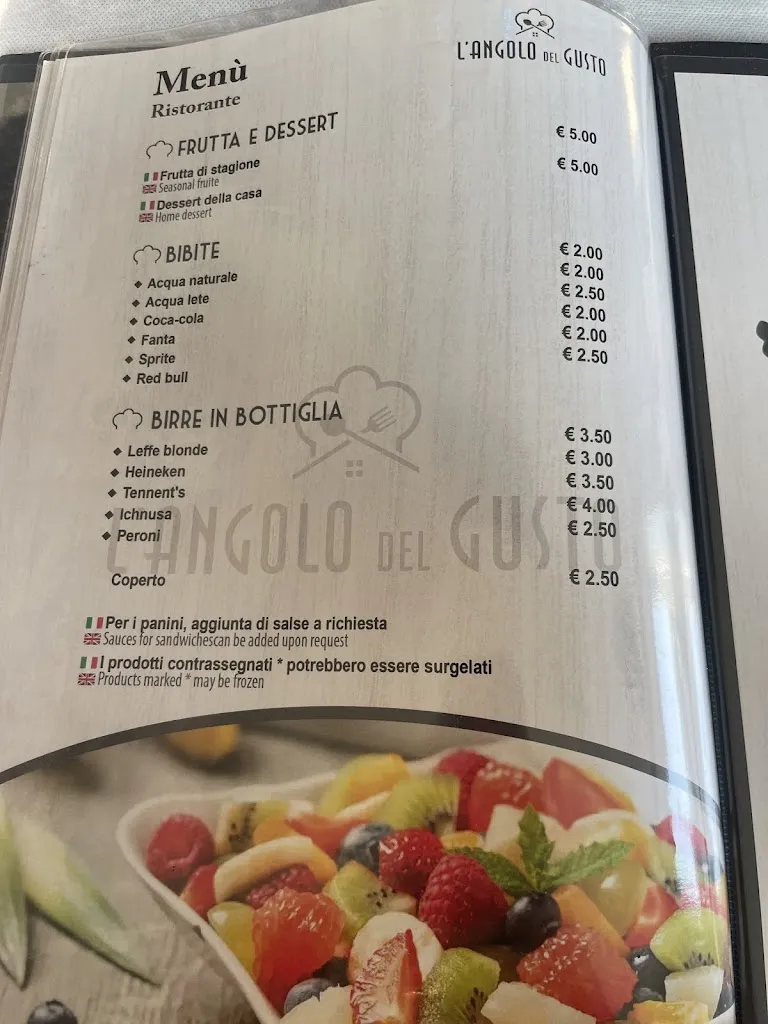 L'ANGOLO DEL GUSTO
Menù
Ristorante
FRUTTA E DESSERT
Frutta di stagione € 5.00
Seasonal fruite
Dessert della casa € 5.00
Home dessert
BIBITE
Acqua naturale € 2.00
Acqua lete € 2.00
Coca-cola € 2.50
Fanta € 2.00
Sprite € 2.00
Red bull € 2.50
BIRRE IN BOTTIGLIA
Leffe blonde € 3.50
Heineken € 3.00
Tennent's € 3.50
Ichnusa € 4.00
Peroni € 2.50
L'ANGOLO DEL GUSTO
Coperto € 2.50
Per i panini, aggiunta di salse a richiesta
Sauces for sandwichescan be added upon request
I prodotti contrassegnati * potrebbero essere surgelati
Products marked * may be frozen